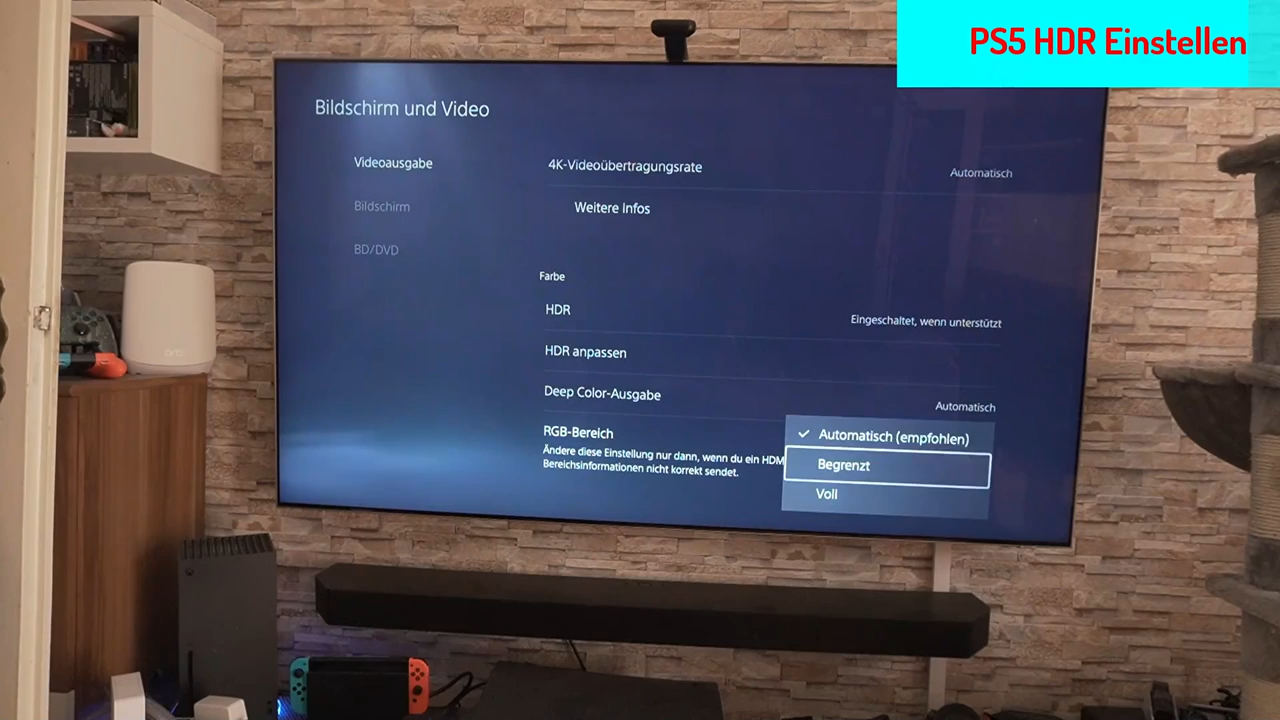 PS5 HDR Einstellen
Bildschirm und Video
Videoausgabe
Bildschirm
BD/DVD
4K-Videoübertragungsrate
Automatisch
Weitere Infos
Farbe
HDR
Eingeschaltet, wenn unterstützt
HDR anpassen
Deep Color-Ausgabe
Automatisch
RGB-Bereich
Ändere diese Einstellung nur dann, wenn du ein HDM
Bereichsinformationen nicht korrekt sendet.
Automatisch (empfohlen)
Begrenzt
Voll
orbi